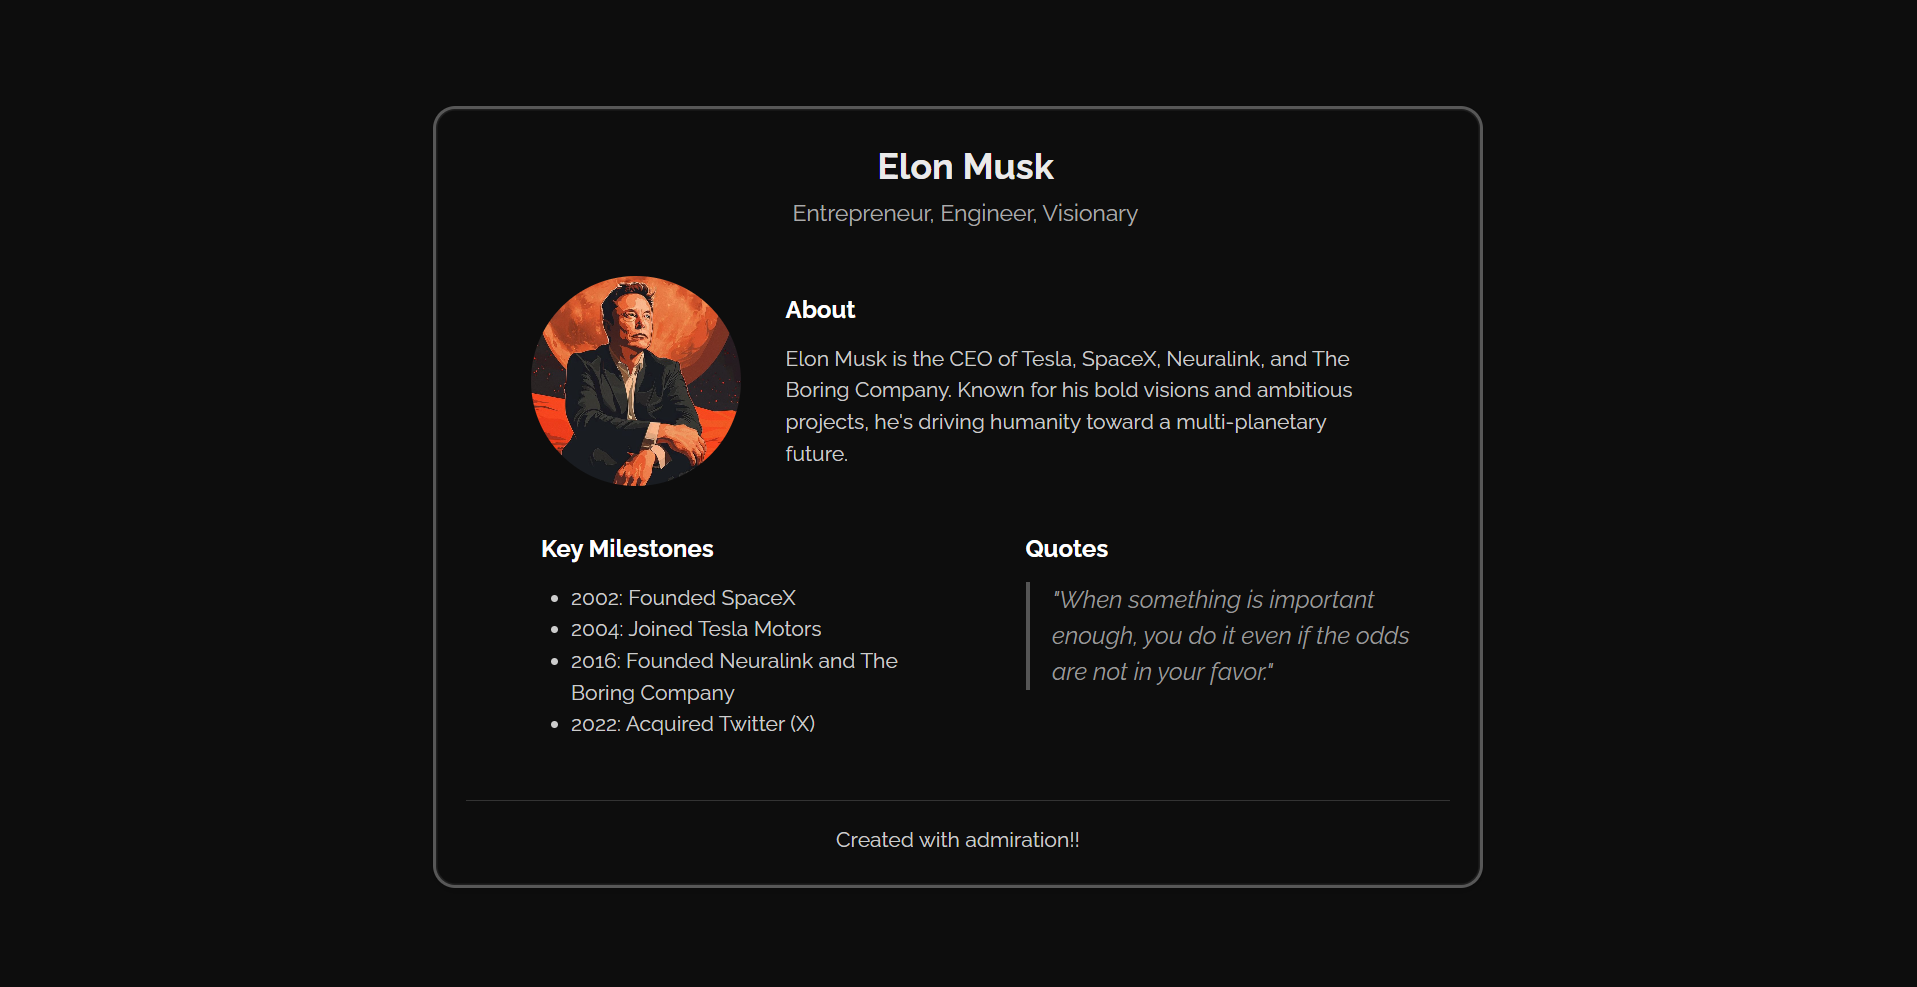 Elon Musk
Entrepreneur, Engineer, Visionary
About
Elon Musk is the CEO of Tesla, SpaceX, Neuralink, and The
Boring Company. Known for his bold visions and ambitious
projects, he's driving humanity toward a multi-planetary
future.
Key Milestones
• 2002: Founded SpaceX
• 2004: Joined Tesla Motors
• 2016: Founded Neuralink and The
Boring Company
• 2022: Acquired Twitter (X)
Quotes
"When something is important
enough, you do it even if the odds
are not in your favor."
Created with admiration!!